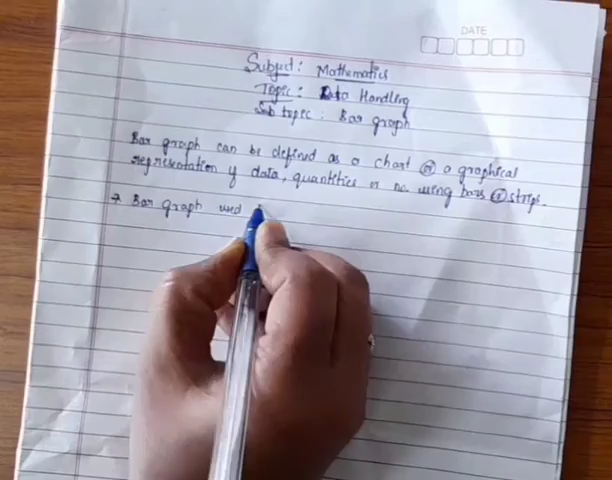 DATE
Subject: Mathematics
Topic: Data Handling
Sub topic: Bar graph
Bar graph can be defined as a chart or a graphical
representation of data, quantities or no using bars or strips.
→ Bar graph used